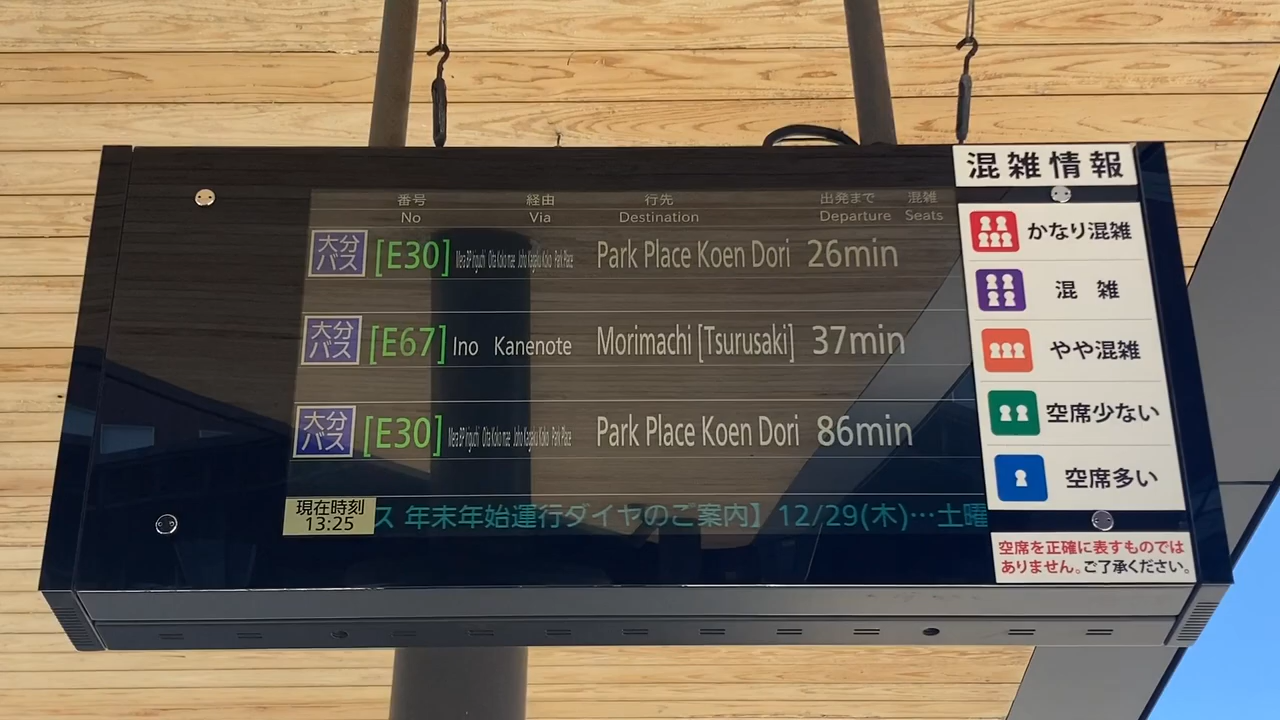 番号 経由 行先 出発まで 混雑
No Via Destination Departure Seats
大分バス [E30] Park Place Koen Dori 26min
大分バス [E67] Ino Kanenote Morimachi [Tsurusaki] 37min
大分バス [E30] Park Place Koen Dori 86min
現在時刻
13:25
ス 年末年始運行ダイヤのご案内】 12/29(木)…土曜
混雑情報
かなり混雑
混 雑
やや混雑
空席少ない
空席多い
空席を正確に表すものでは
ありません。ご了承ください。